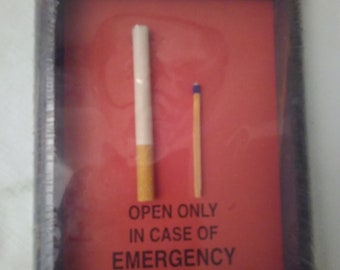 OPEN ONLY
IN CASE OF
EMERGENCY